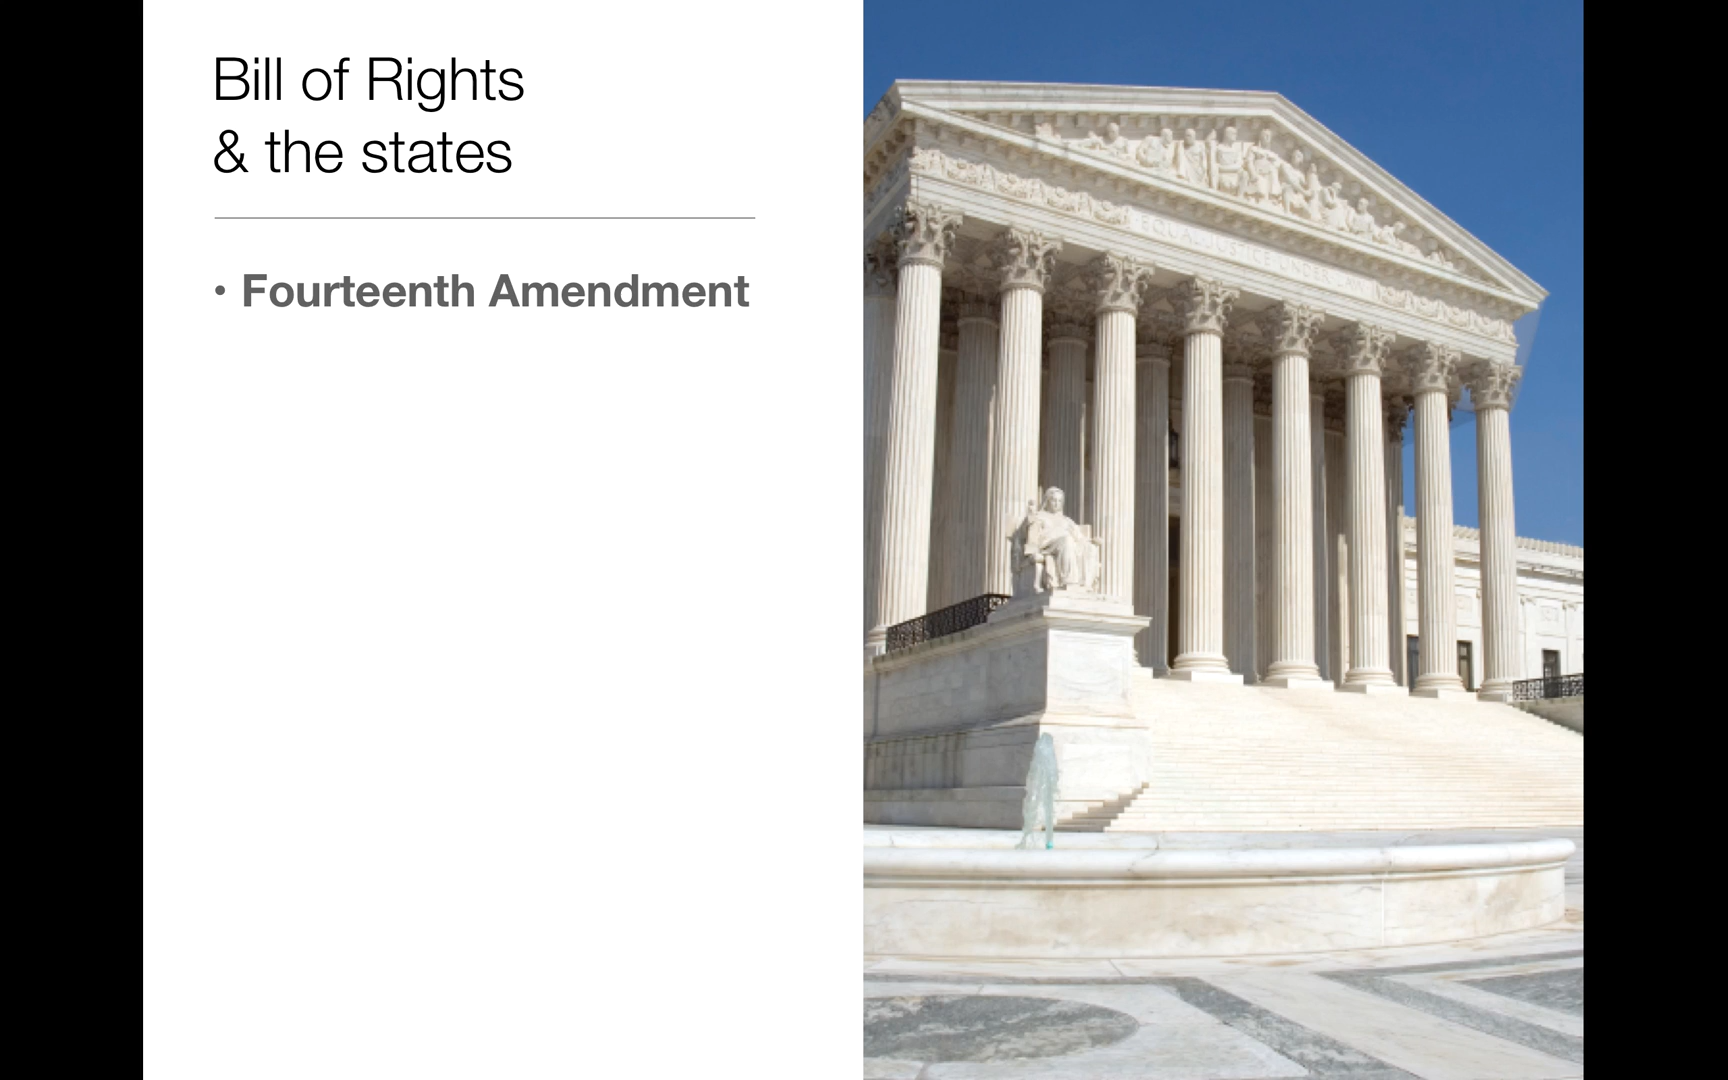 Bill of Rights
& the states
• Fourteenth Amendment
EQUAL JUSTICE UNDER LAW